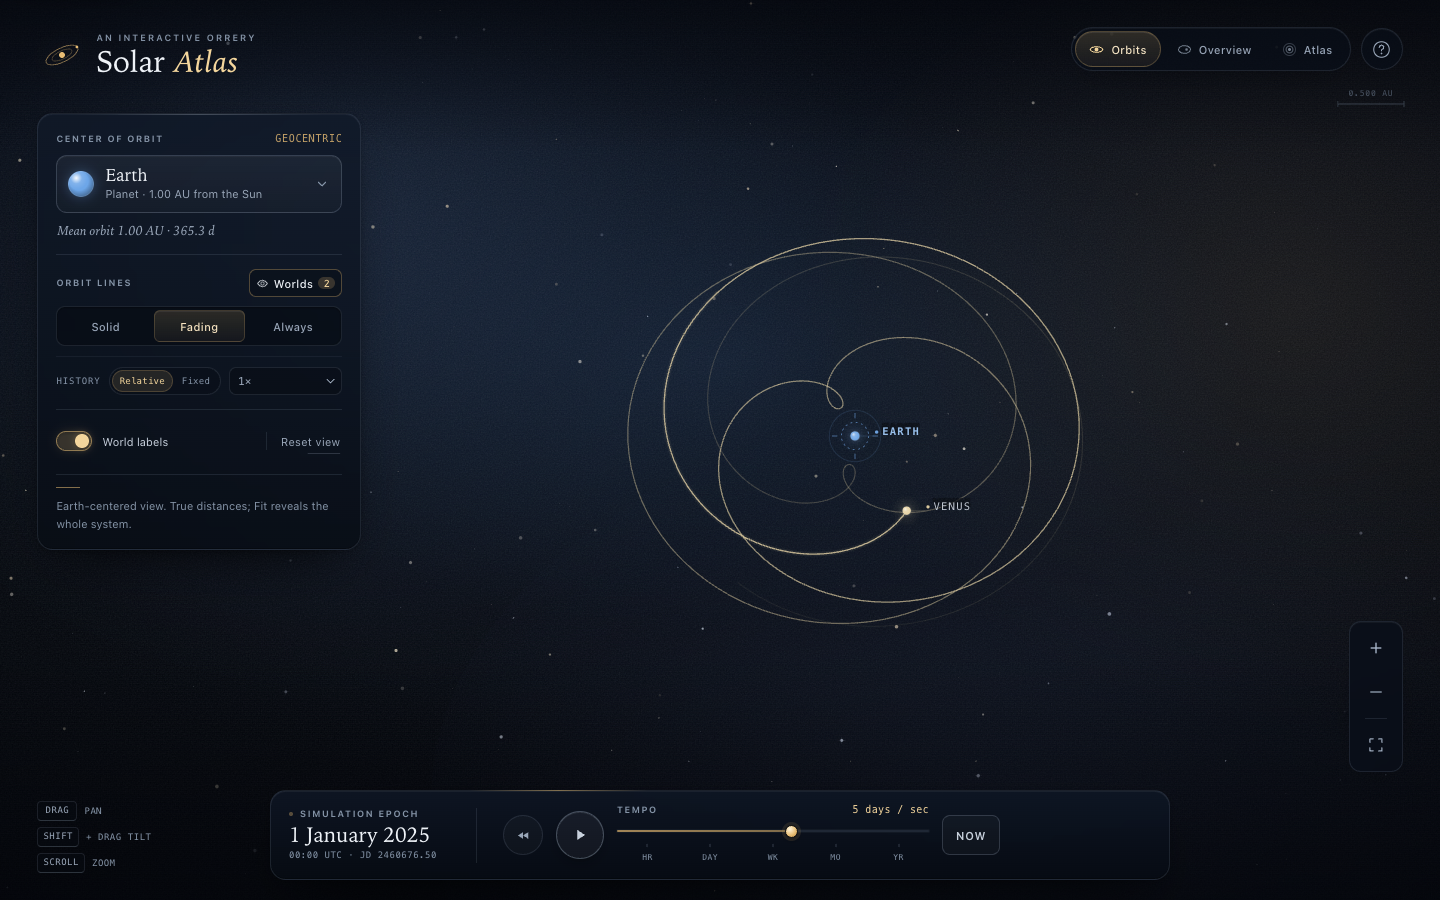 AN INTERACTIVE ORRERY
Solar Atlas
Orbits
Overview
Atlas
?
0.500 AU
CENTER OF ORBIT
GEOCENTRIC
Earth
Planet · 1.00 AU from the Sun
Mean orbit 1.00 AU · 365.3 d
ORBIT LINES
Worlds 2
Solid
Fading
Always
HISTORY
Relative
Fixed
1×
World labels
Reset view
Earth-centered view. True distances; Fit reveals the
whole system.
EARTH
VENUS
DRAG PAN
SHIFT + DRAG TILT
SCROLL ZOOM
SIMULATION EPOCH
1 January 2025
00:00 UTC · JD 2460676.50
TEMPO
5 days / sec
HR
DAY
WK
MO
YR
NOW